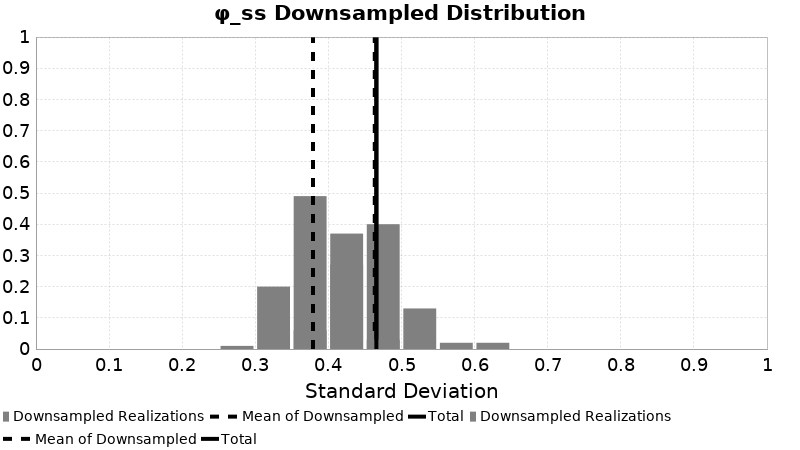 φ_ss Downsampled Distribution
1
0.9
0.8
0.7
0.6
0.5
0.4
0.3
0.2
0.1
0
0 0.1 0.2 0.3 0.4 0.5 0.6 0.7 0.8 0.9 1
Standard Deviation
Downsampled Realizations Mean of Downsampled Total Downsampled Realizations
Mean of Downsampled Total